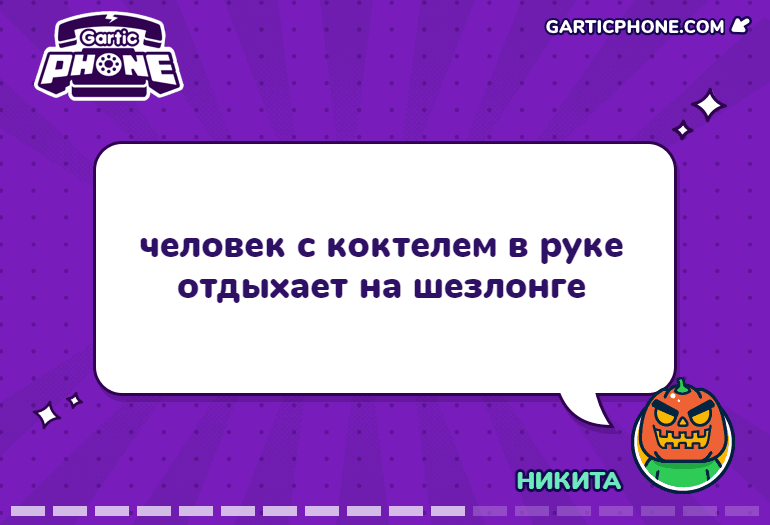 Gartic
PHONE
GARTICPHONE.COM
человек с коктелем в руке
отдыхает на шезлонге
НИКИТА